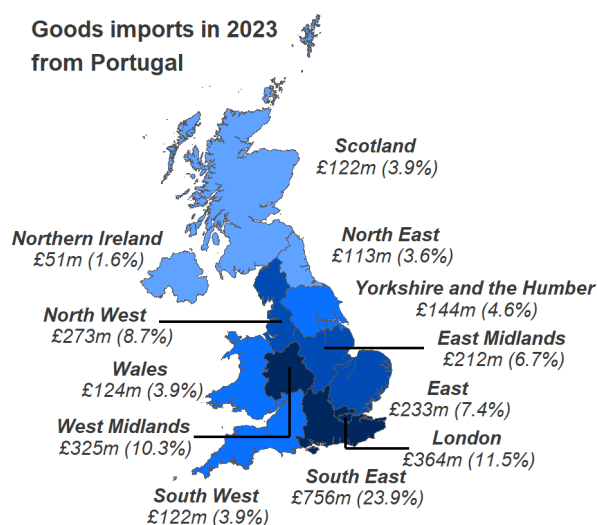 Goods imports in 2023
from Portugal
Scotland
£122m (3.9%)
Northern Ireland
£51m (1.6%)
North East
£113m (3.6%)
Yorkshire and the Humber
£144m (4.6%)
North West
£273m (8.7%)
East Midlands
£212m (6.7%)
Wales
£124m (3.9%)
East
£233m (7.4%)
West Midlands
£325m (10.3%)
London
£364m (11.5%)
South East
£756m (23.9%)
South West
£122m (3.9%)